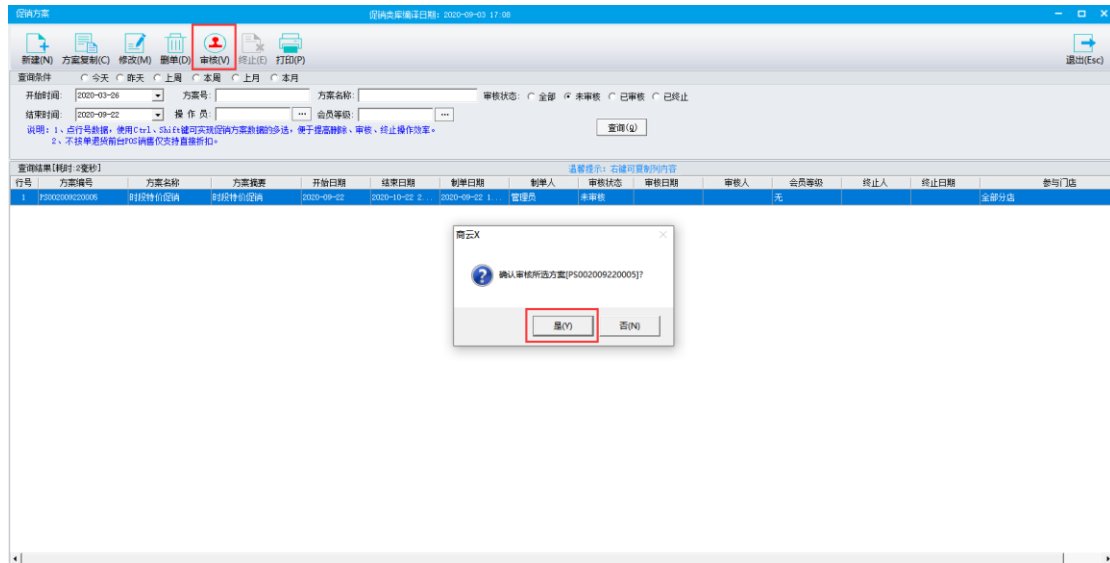 促销方案 促销类库编译日期: 2020-09-03 17:08
新建(N) 方案复制(C) 修改(M) 删单(D) 审核(V) 终止(E) 打印(P) 退出(Esc)
查询条件 今天 昨天 上周 本周 上月 本月
开始时间: 2020-03-26 方案号: 方案名称: 审核状态: 全部 未审核 已审核 已终止
结束时间: 2020-09-22 操 作 员: ... 会员等级: ... 查询(Q)
说明: 1、点行号数据, 使用Ctrl、Shift键可实现促销方案数据的多选, 便于提高删除、审核、终止操作效率。
2、不按单退货前台POS销售仅支持直接折扣。
查询结果[耗时:2毫秒] 温馨提示: 右键可复制列内容
行号 方案编号 方案名称 方案摘要 开始日期 结束日期 制单日期 制单人 审核状态 审核日期 审核人 会员等级 终止人 终止日期 参与门店
1 PS002009220005 时段特价促销 时段特价促销 2020-09-22 2020-10-22 2... 2020-09-22 1... 管理员 未审核 无 全部分店
商云X
确认审核所选方案[PS002009220005]?
是(Y) 否(N)